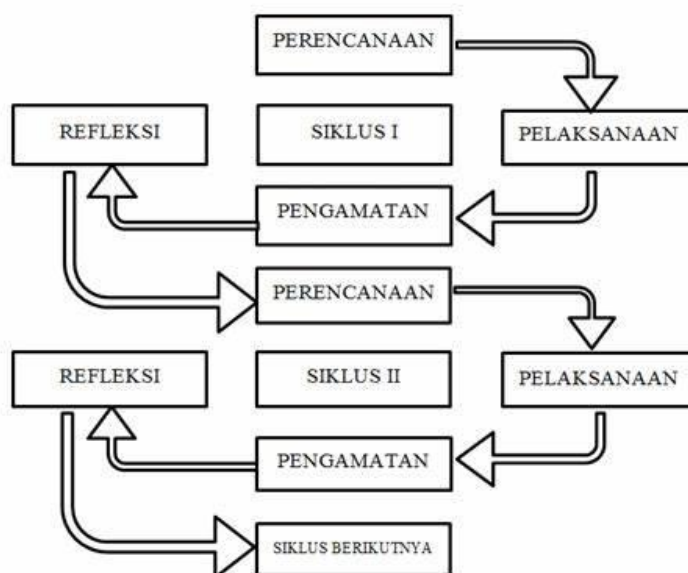 PERENCANAAN
REFLEKSI
SIKLUS I
PELAKSANAAN
PENGAMATAN
PERENCANAAN
REFLEKSI
SIKLUS II
PELAKSANAAN
PENGAMATAN
SIKLUS BERIKUTNYA